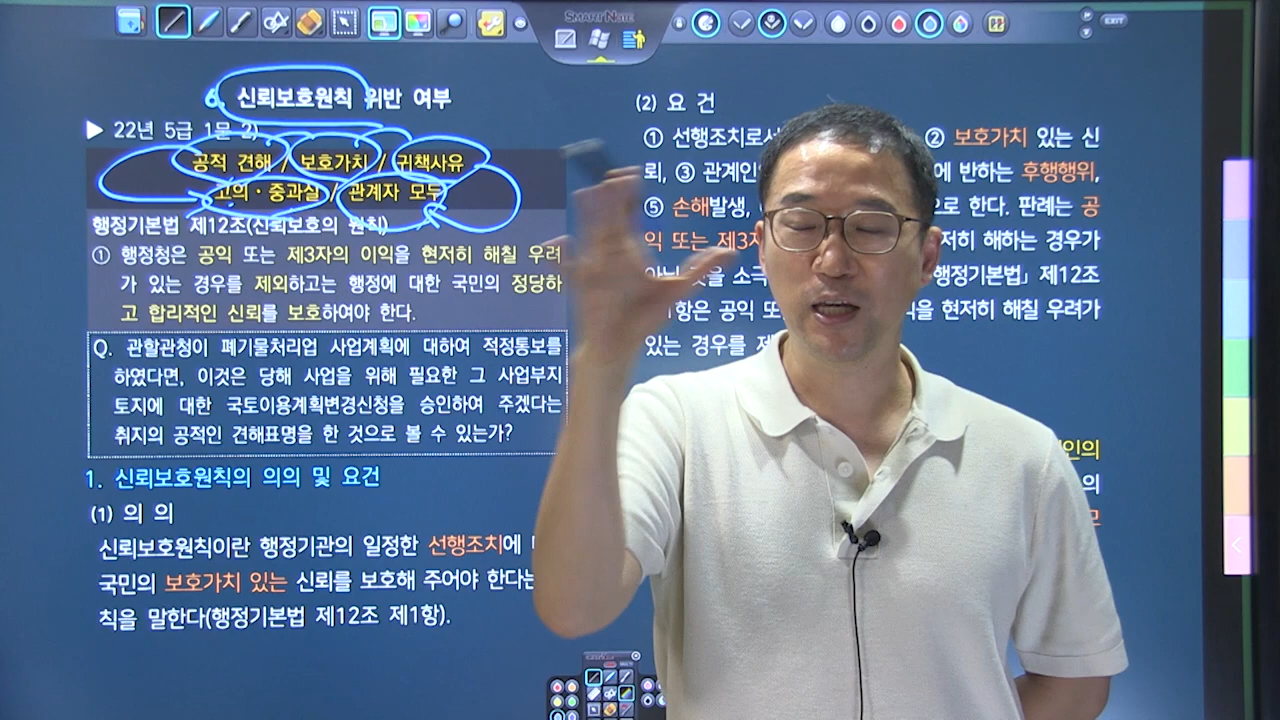 SMARTNOTE
EXIT
6. 신뢰보호원칙 위반 여부
▶ 22년 5급 1문 2)
공적 견해 / 보호가치 / 귀책사유
고의·중과실 / 관계자 모두
행정기본법 제12조(신뢰보호의 원칙)
① 행정청은 공익 또는 제3자의 이익을 현저히 해칠 우려
가 있는 경우를 제외하고는 행정에 대한 국민의 정당하
고 합리적인 신뢰를 보호하여야 한다.
Q. 관할관청이 폐기물처리업 사업계획에 대하여 적정통보를
하였다면, 이것은 당해 사업을 위해 필요한 그 사업부지
토지에 대한 국토이용계획변경신청을 승인하여 주겠다는
취지의 공적인 견해표명을 한 것으로 볼 수 있는가?
1. 신뢰보호원칙의 의의 및 요건
(1) 의 의
신뢰보호원칙이란 행정기관의 일정한 선행조치에
국민의 보호가치 있는 신뢰를 보호해 주어야 한다는
칙을 말한다(행정기본법 제12조 제1항).
(2) 요 건
① 선행조치로서 ② 보호가치 있는 신
뢰, ③ 관계인 에 반하는 후행행위,
⑤ 손해발생, 으로 한다. 판례는 공
익 또는 제3자 저히 해하는 경우가
아닌 것을 소극 행정기본법」 제12조
항은 공익 또 을 현저히 해칠 우려가
있는 경우를 제
인의
의